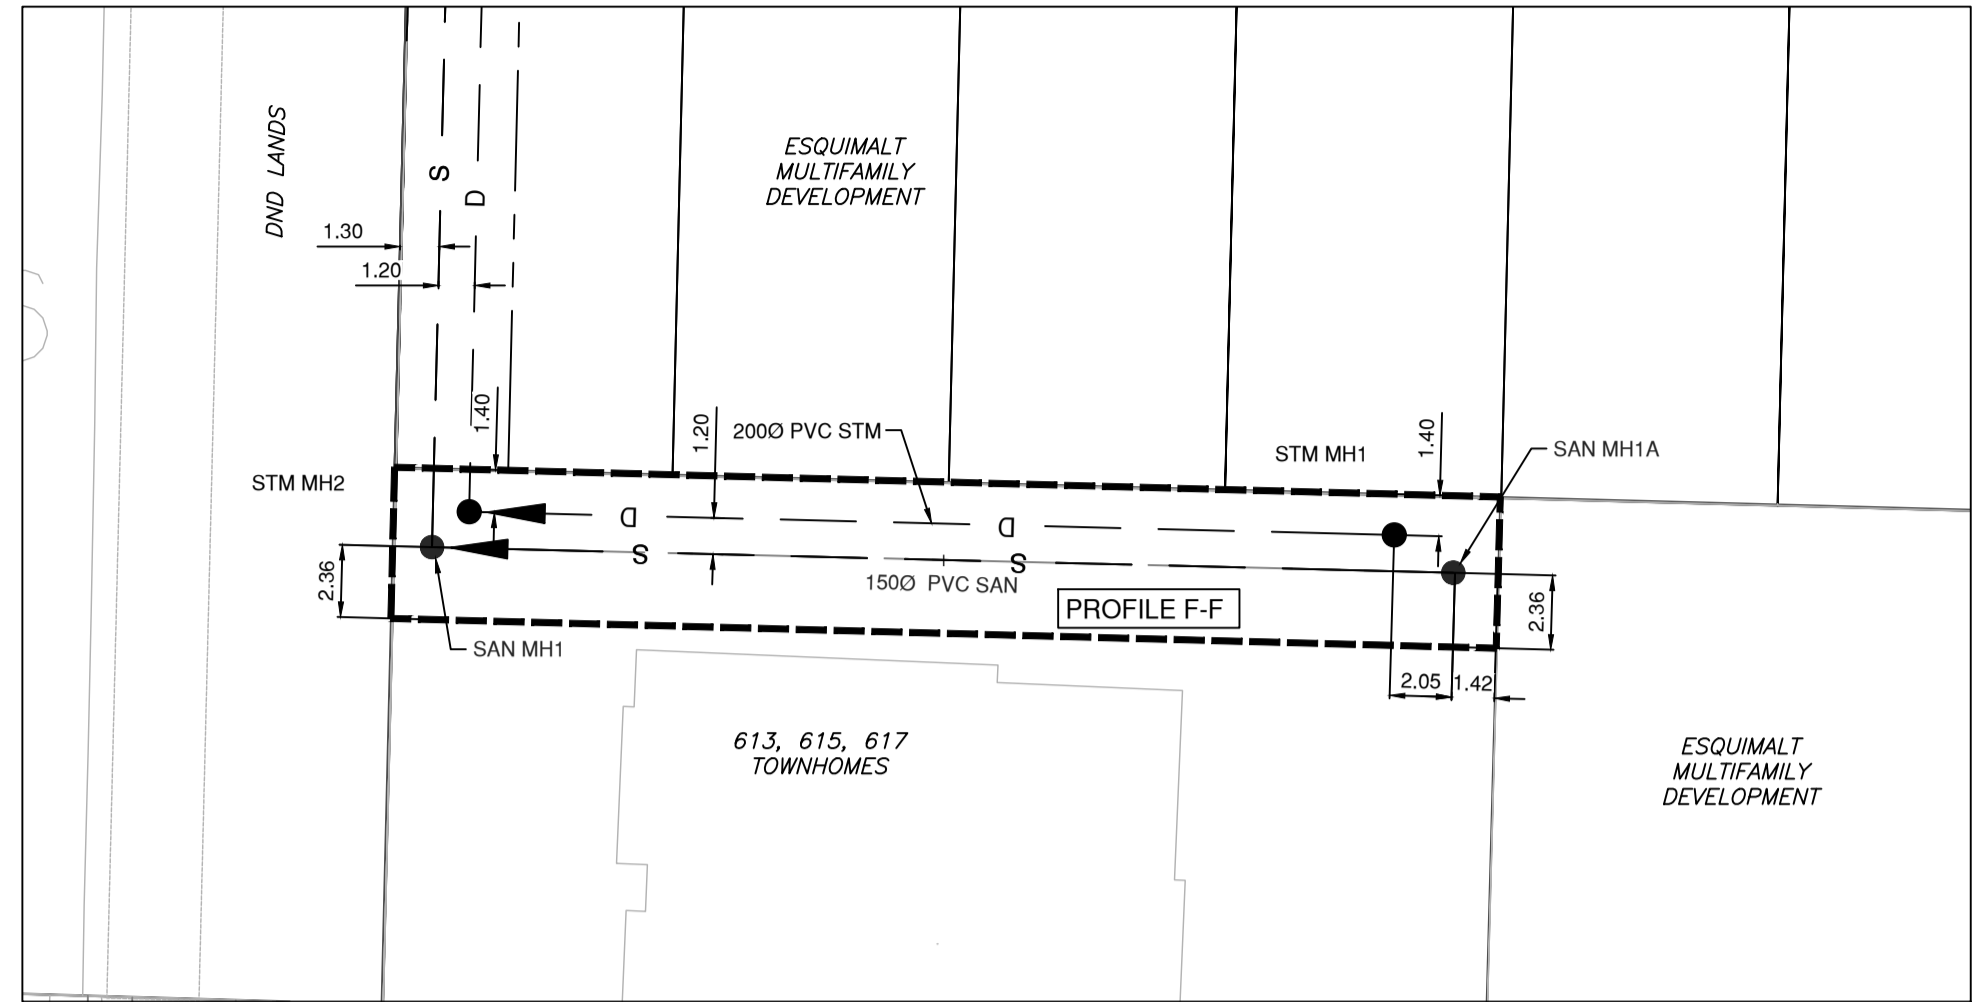 DND LANDS
ESQUIMALT
MULTIFAMILY
DEVELOPMENT
S
D
1.30
1.20
1.40
1.20
200Ø PVC STM
STM MH1
1.40
SAN MH1A
STM MH2
D
D
S
S
150Ø PVC SAN
2.36
PROFILE F-F
2.36
SAN MH1
2.05
1.42
613, 615, 617
TOWNHOMES
ESQUIMALT
MULTIFAMILY
DEVELOPMENT